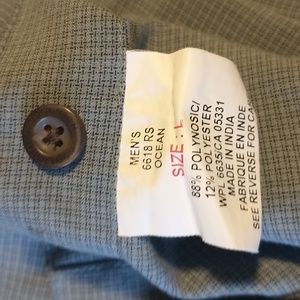 MEN'S
6618 RS
OCEAN
SIZE : L
88% POLYNOSIC/
12% POLYESTER
WPL 6635/CA 05331
MADE IN INDIA
FABRIQUE EN INDE
SEE REVERSE FOR CA